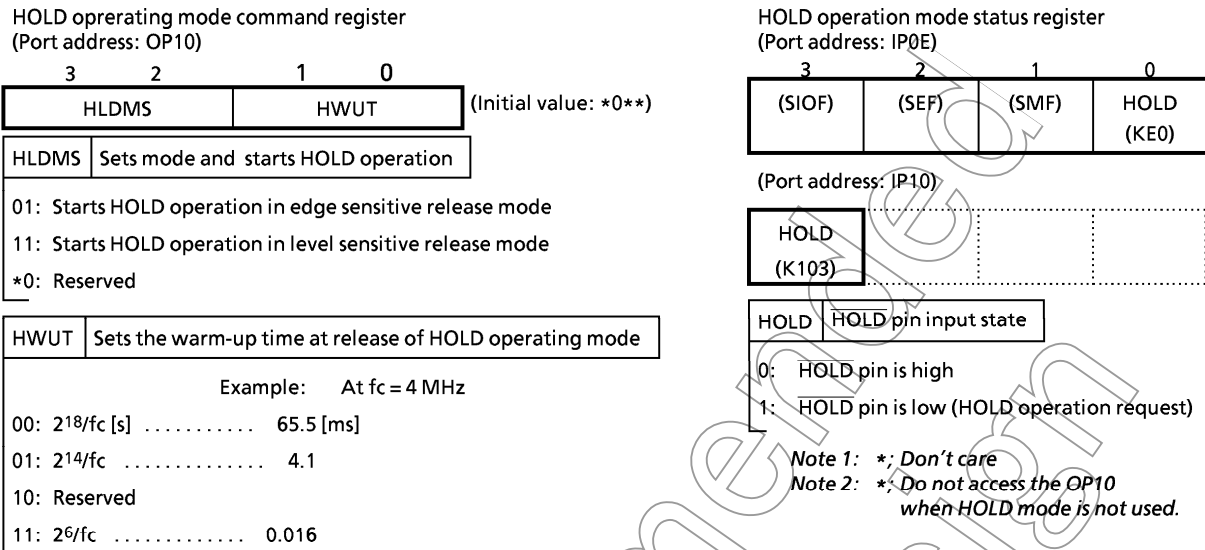 HOLD oprerating mode command register
(Port address: OP10)
3 2 1 0
HLDMS HWUT (Initial value: *0**)
HLDMS Sets mode and starts HOLD operation
01: Starts HOLD operation in edge sensitive release mode
11: Starts HOLD operation in level sensitive release mode
*0: Reserved
HWUT Sets the warm-up time at release of HOLD operating mode
Example: At fc = 4 MHz
00: 2^18/fc [s] ........... 65.5 [ms]
01: 2^14/fc .............. 4.1
10: Reserved
11: 2^6/fc ............. 0.016
HOLD operation mode status register
(Port address: IP0E)
3 2 1 0
(SIOF) (SEF) (SMF) HOLD
(KE0)
(Port address: IP10)
HOLD
(K103)
HOLD HOLD pin input state
0: HOLD pin is high
1: HOLD pin is low (HOLD operation request)
Note 1: *; Don't care
Note 2: *; Do not access the OP10
when HOLD mode is not used.
mended
sign